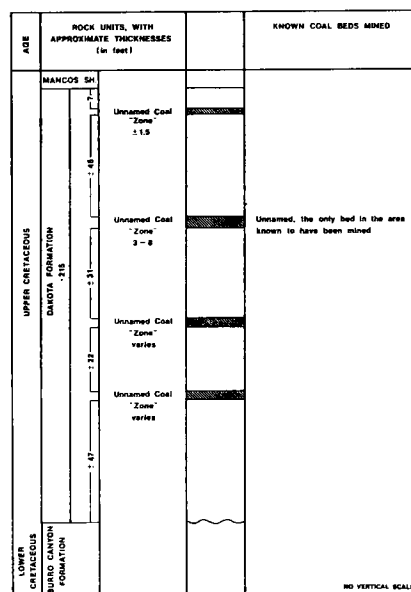 AGE
ROCK UNITS, WITH
APPROXIMATE THICKNESSES
(in feet)
KNOWN COAL BEDS MINED
MANCOS SH.
UPPER CRETACEOUS
DAKOTA FORMATION
Unnamed Coal
"Zone"
±1.5
Unnamed Coal
"Zone"
3 – 8
Unnamed, the only bed in the area
known to have been mined
± 31
Unnamed Coal
"Zone"
varies
± 22
Unnamed Coal
"Zone"
varies
± 47
LOWER
CRETACEOUS
BURRO CANYON
FORMATION
NO VERTICAL SCALE